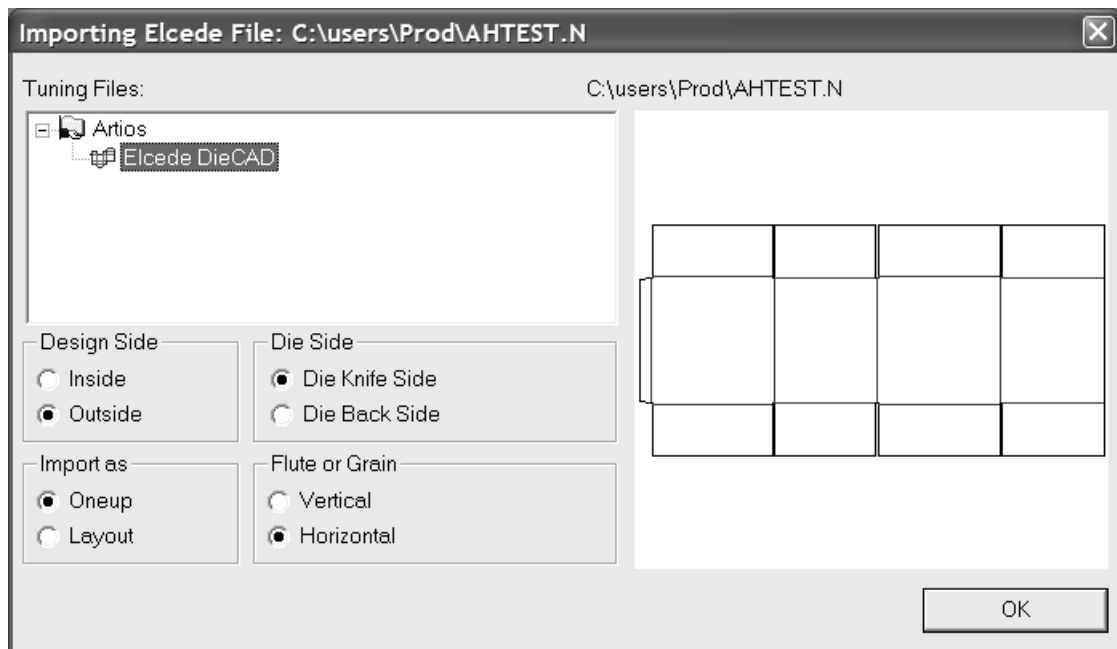 Importing Elcede File: C:\users\Prod\AHTEST.N
Tuning Files:
C:\users\Prod\AHTEST.N
Artios
Elcede DieCAD
Design Side
Inside
Outside
Die Side
Die Knife Side
Die Back Side
Import as
Oneup
Layout
Flute or Grain
Vertical
Horizontal
OK